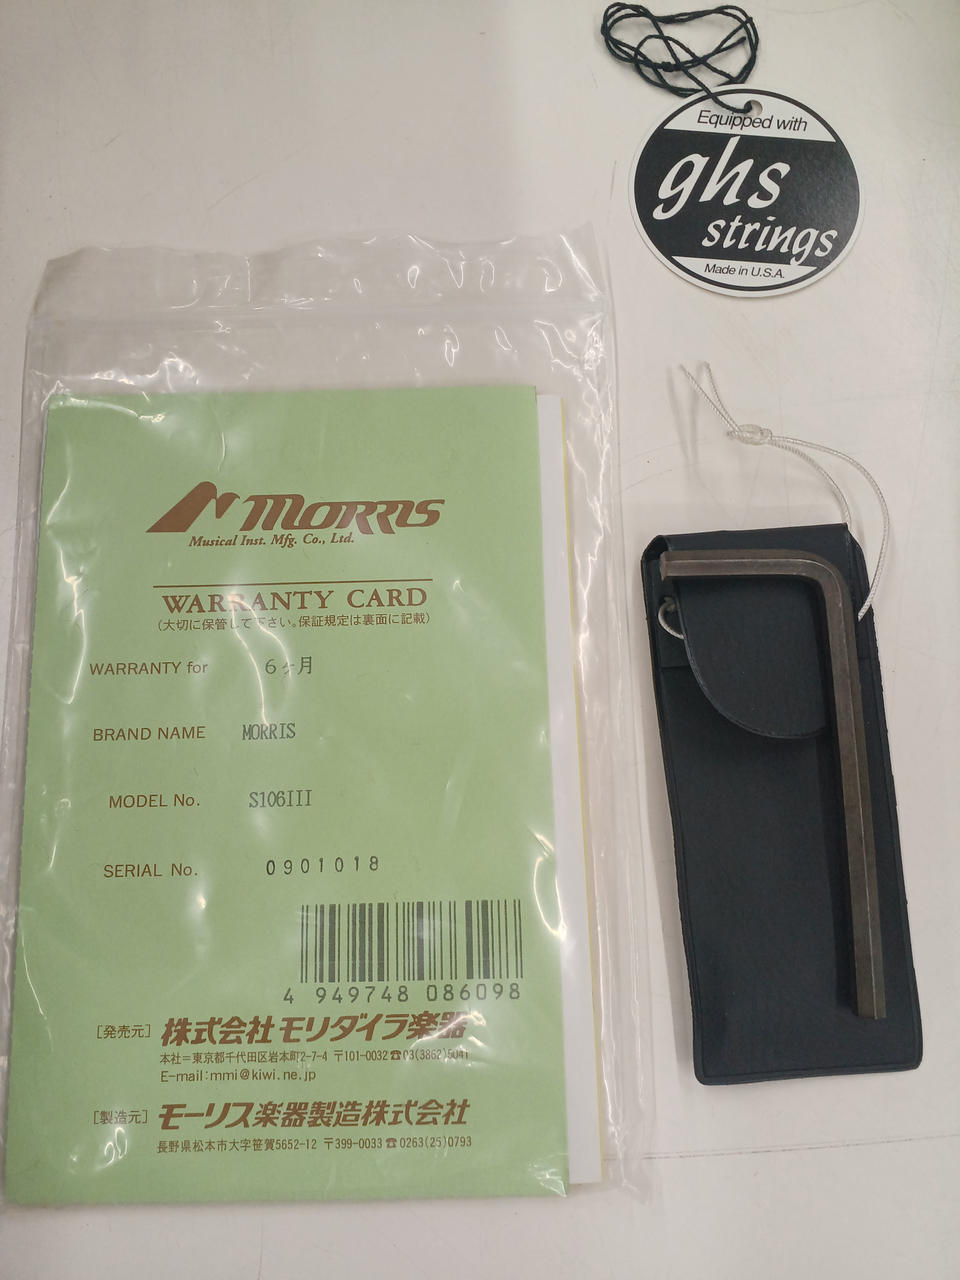 Equipped with
ghs
strings
Made in U.S.A.
MORRIS
Musical Inst. Mfg. Co., Ltd.
WARRANTY CARD
(大切に保管して下さい。保証規定は裏面に記載)
WARRANTY for 6ヶ月
BRAND NAME MORRIS
MODEL No. S106III
SERIAL No. 0901018
4 949748 086098
[発売元] 株式会社モリダイラ楽器
本社=東京都千代田区岩本町2-7-4 〒101-0032 ☎03(3862)5041
E-mail:mmi@kiwi.ne.jp
[製造元] モーリス楽器製造株式会社
長野県松本市大字笹賀5652-12 〒399-0033 ☎0263(25)0793